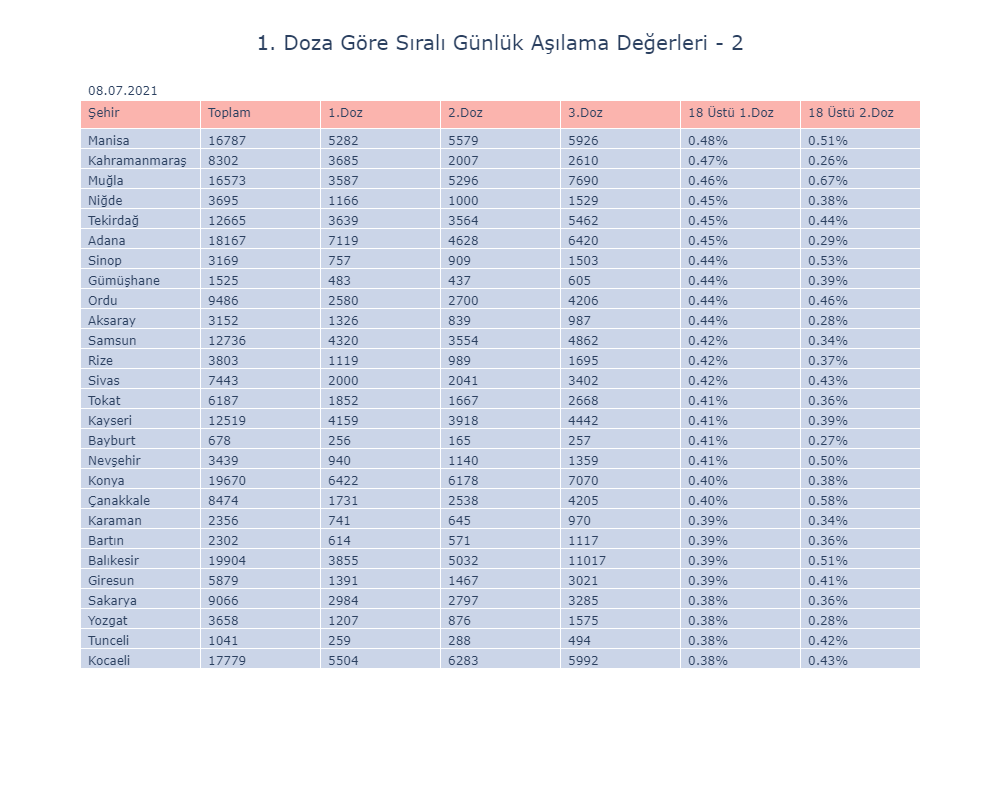 1. Doza Göre Sıralı Günlük Aşılama Değerleri - 2
08.07.2021
Şehir Toplam 1.Doz 2.Doz 3.Doz 18 Üstü 1.Doz 18 Üstü 2.Doz
Manisa 16787 5282 5579 5926 0.48% 0.51%
Kahramanmaraş 8302 3685 2007 2610 0.47% 0.26%
Muğla 16573 3587 5296 7690 0.46% 0.67%
Niğde 3695 1166 1000 1529 0.45% 0.38%
Tekirdağ 12665 3639 3564 5462 0.45% 0.44%
Adana 18167 7119 4628 6420 0.45% 0.29%
Sinop 3169 757 909 1503 0.44% 0.53%
Gümüşhane 1525 483 437 605 0.44% 0.39%
Ordu 9486 2580 2700 4206 0.44% 0.46%
Aksaray 3152 1326 839 987 0.44% 0.28%
Samsun 12736 4320 3554 4862 0.42% 0.34%
Rize 3803 1119 989 1695 0.42% 0.37%
Sivas 7443 2000 2041 3402 0.42% 0.43%
Tokat 6187 1852 1667 2668 0.41% 0.36%
Kayseri 12519 4159 3918 4442 0.41% 0.39%
Bayburt 678 256 165 257 0.41% 0.27%
Nevşehir 3439 940 1140 1359 0.41% 0.50%
Konya 19670 6422 6178 7070 0.40% 0.38%
Çanakkale 8474 1731 2538 4205 0.40% 0.58%
Karaman 2356 741 645 970 0.39% 0.34%
Bartın 2302 614 571 1117 0.39% 0.36%
Balıkesir 19904 3855 5032 11017 0.39% 0.51%
Giresun 5879 1391 1467 3021 0.39% 0.41%
Sakarya 9066 2984 2797 3285 0.38% 0.36%
Yozgat 3658 1207 876 1575 0.38% 0.28%
Tunceli 1041 259 288 494 0.38% 0.42%
Kocaeli 17779 5504 6283 5992 0.38% 0.43%